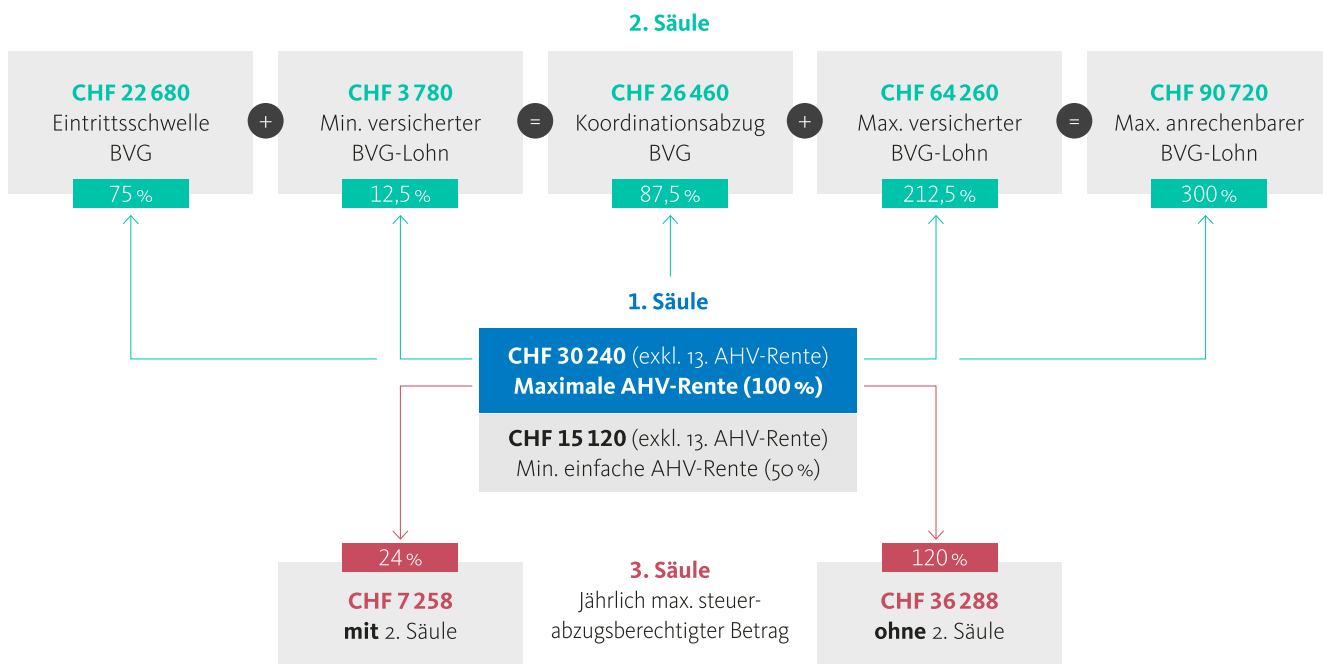 2. Säule
CHF 22 680
Eintrittsschwelle
BVG
75 %
+
CHF 3 780
Min. versicherter
BVG-Lohn
12,5 %
=
CHF 26 460
Koordinationsabzug
BVG
87,5 %
+
CHF 64 260
Max. versicherter
BVG-Lohn
212,5 %
=
CHF 90 720
Max. anrechenbarer
BVG-Lohn
300 %
1. Säule
CHF 30 240 (exkl. 13. AHV-Rente)
Maximale AHV-Rente (100 %)
CHF 15 120 (exkl. 13. AHV-Rente)
Min. einfache AHV-Rente (50 %)
24 %
CHF 7 258
mit 2. Säule
3. Säule
Jährlich max. steuer-
abzugsberechtigter Betrag
120 %
CHF 36 288
ohne 2. Säule